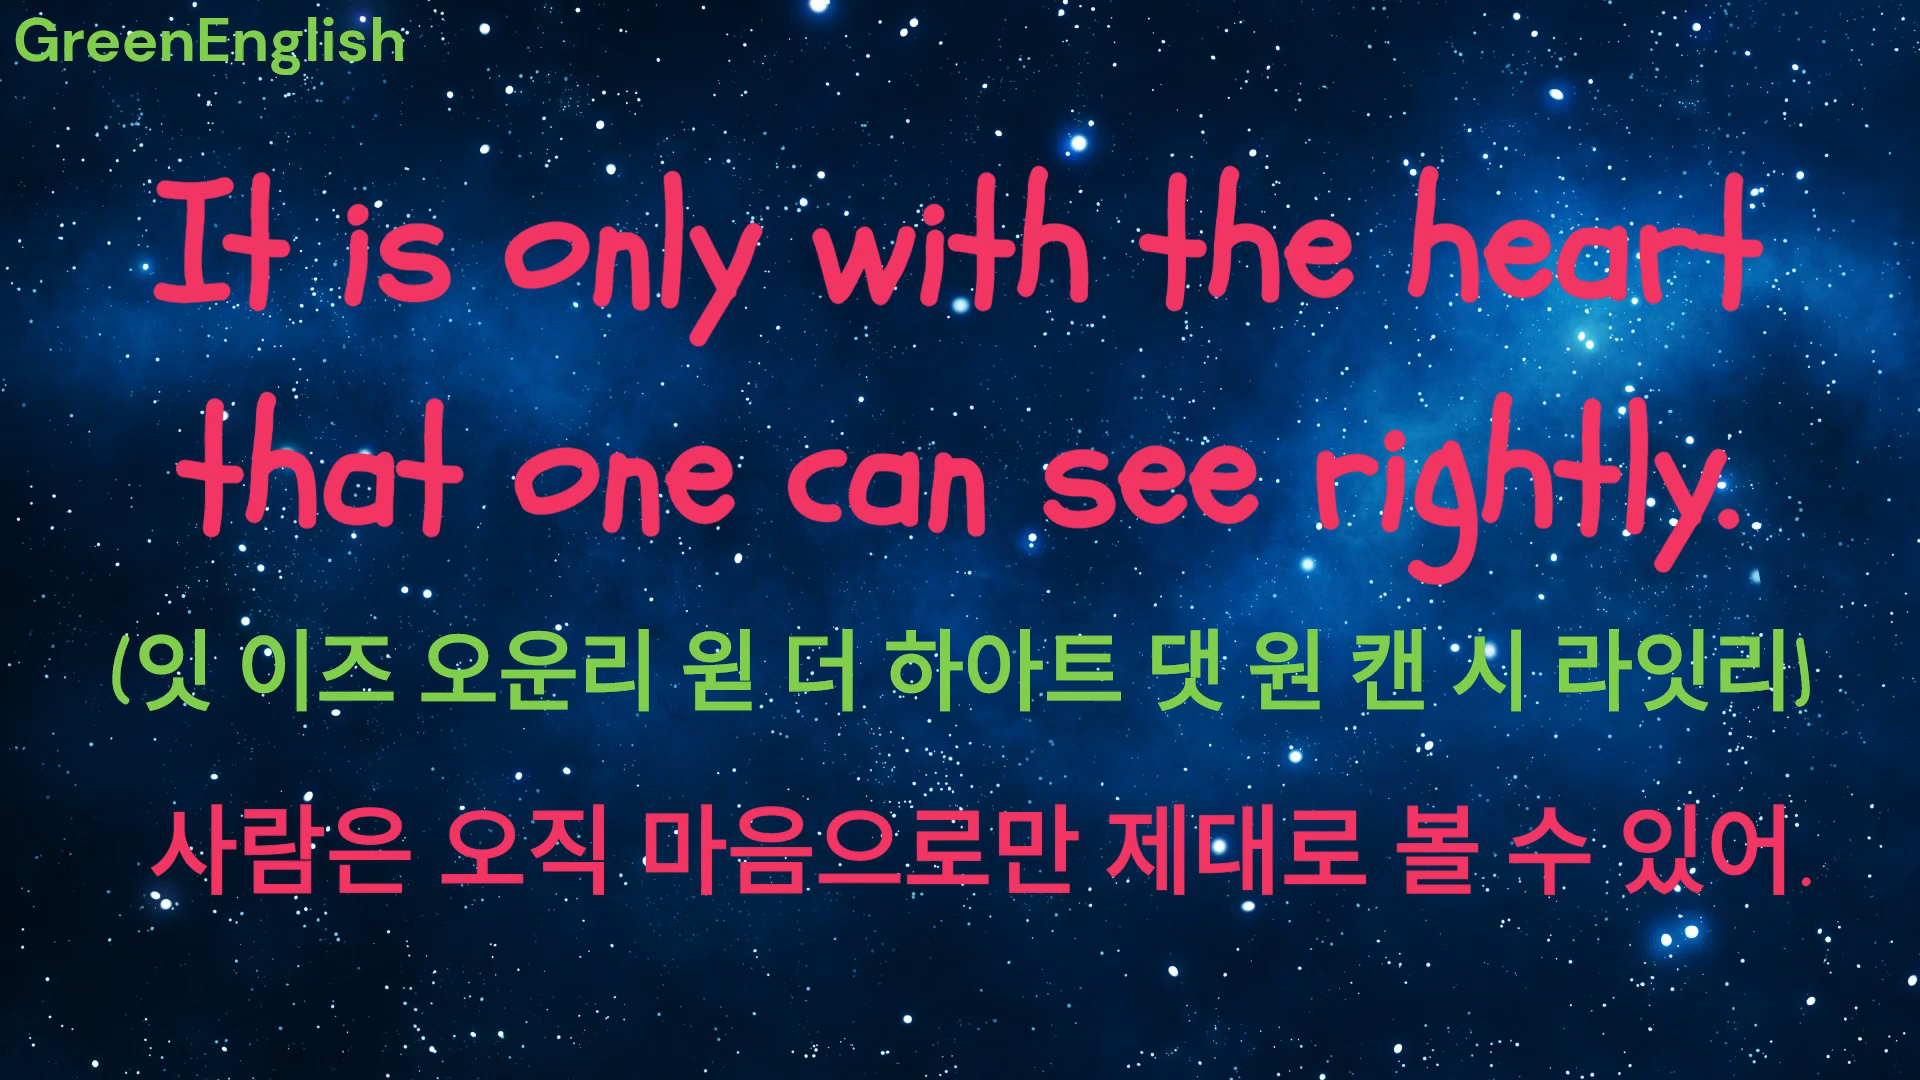 GreenEnglish
It is only with the heart
that one can see rightly.
(잇 이즈 오운리 윋 더 하아트 댓 원 캔 시 라잇리)
사람은 오직 마음으로만 제대로 볼 수 있어.